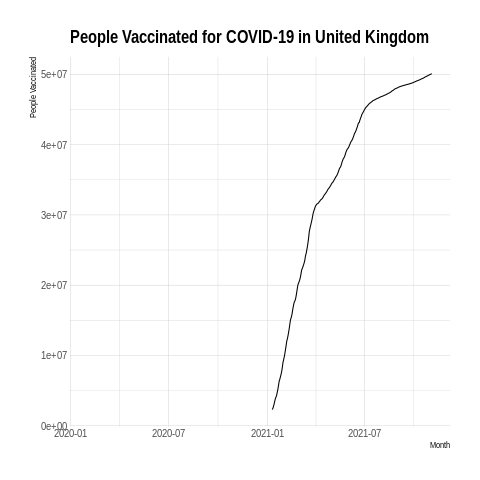 People Vaccinated for COVID-19 in United Kingdom
People Vaccinated
5e+07
4e+07
3e+07
2e+07
1e+07
0e+00
2020-01 2020-07 2021-01 2021-07
Month